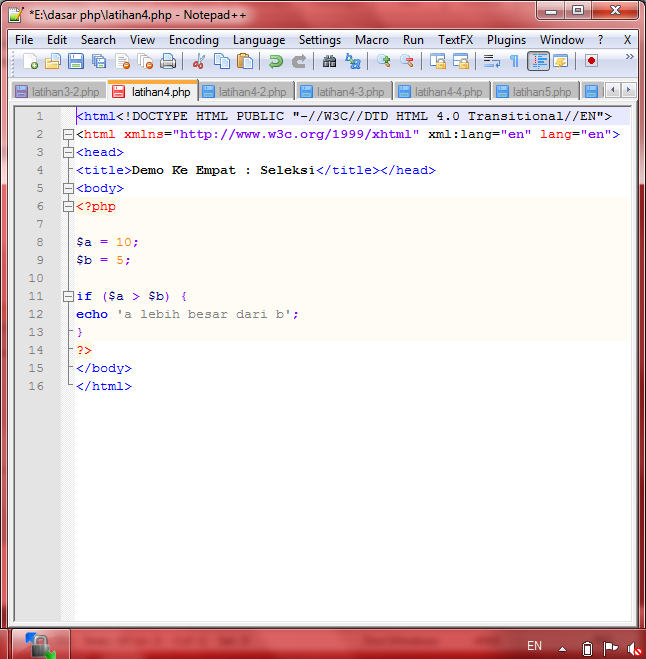 *E:\dasar php\latihan4.php - Notepad++
File Edit Search View Encoding Language Settings Macro Run TextFX Plugins Window ? X
latihan3-2.php latihan4.php latihan4-2.php latihan4-3.php latihan4-4.php latihan5.php
1 <html<!DOCTYPE HTML PUBLIC "-//W3C//DTD HTML 4.0 Transitional//EN">
2 <html xmlns="http://www.w3c.org/1999/xhtml" xml:lang="en" lang="en">
3 <head>
4 <title>Demo Ke Empat : Seleksi</title></head>
5 <body>
6 <?php
7
8 $a = 10;
9 $b = 5;
10
11 if ($a > $b) {
12 echo 'a lebih besar dari b';
13 }
14 ?>
15 </body>
16 </html>
EN